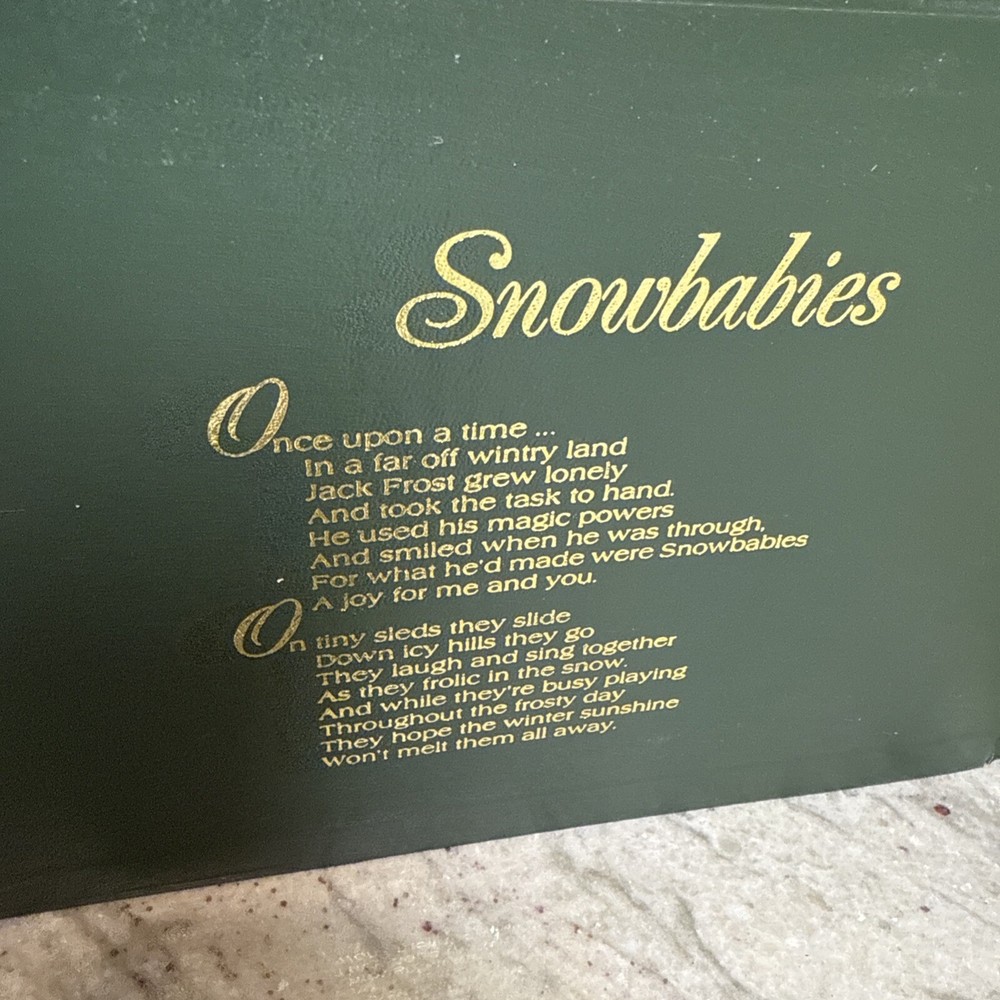 Snowbabies
Once upon a time ...
In a far off wintry land
Jack Frost grew lonely
And took the task to hand.
He used his magic powers
And smiled when he was through,
For what he'd made were Snowbabies
A joy for me and you.
On tiny sleds they slide
Down icy hills they go
They laugh and sing together
As they frolic in the snow.
And while they're busy playing
Throughout the frosty day
They hope the winter sunshine
Won't melt them all away.